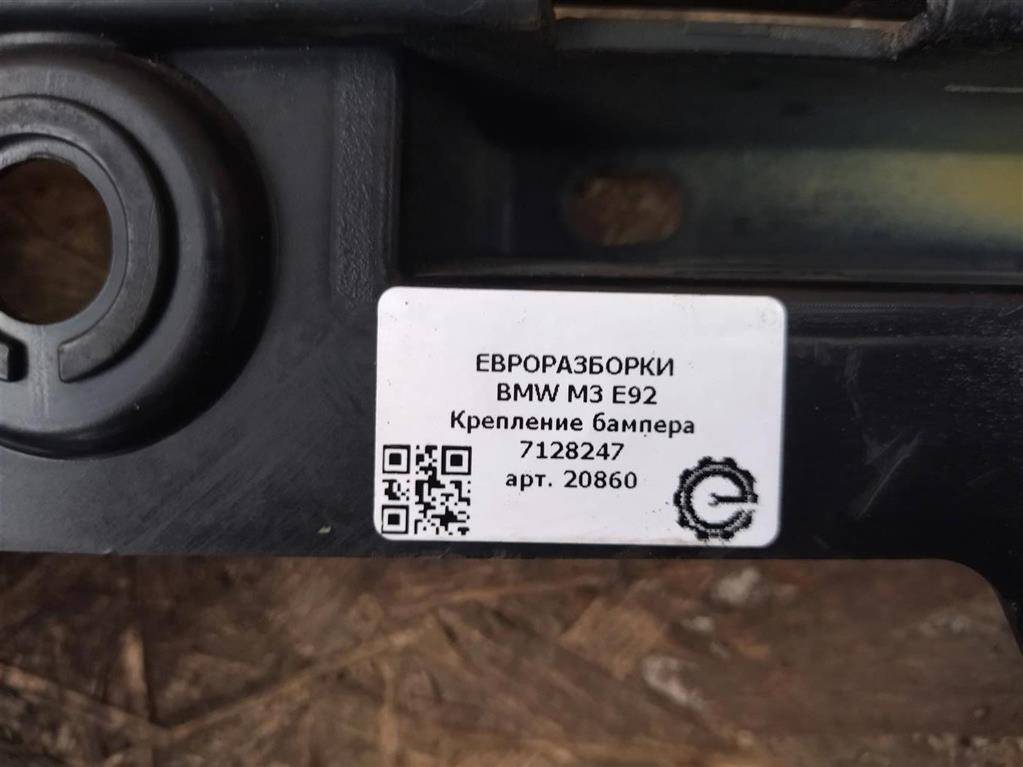 ЕВРОРАЗБОРКИ
BMW M3 E92
Крепление бампера
7128247
арт. 20860